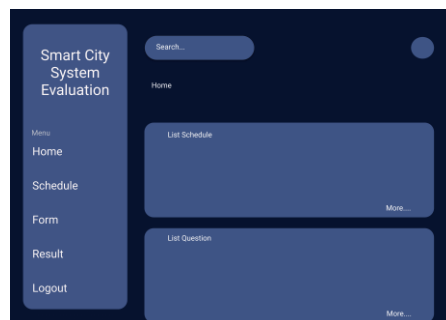 Smart City
System
Evaluation
Menu
Home
Schedule
Form
Result
Logout
Search...
Home
List Schedule
More....
List Question
More....